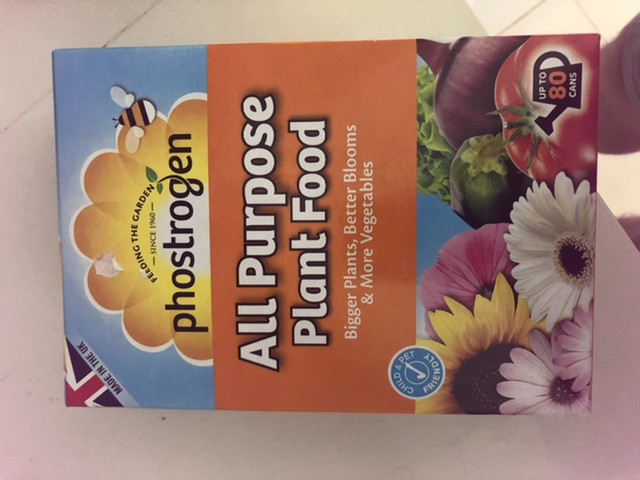 FEEDING THE GARDEN
— SINCE 1960 —
phostrogen
MADE IN THE UK
All Purpose
Plant Food
Bigger Plants, Better Blooms
& More Vegetables
UP TO
80
CANS
CHILD & PET
FRIENDLY